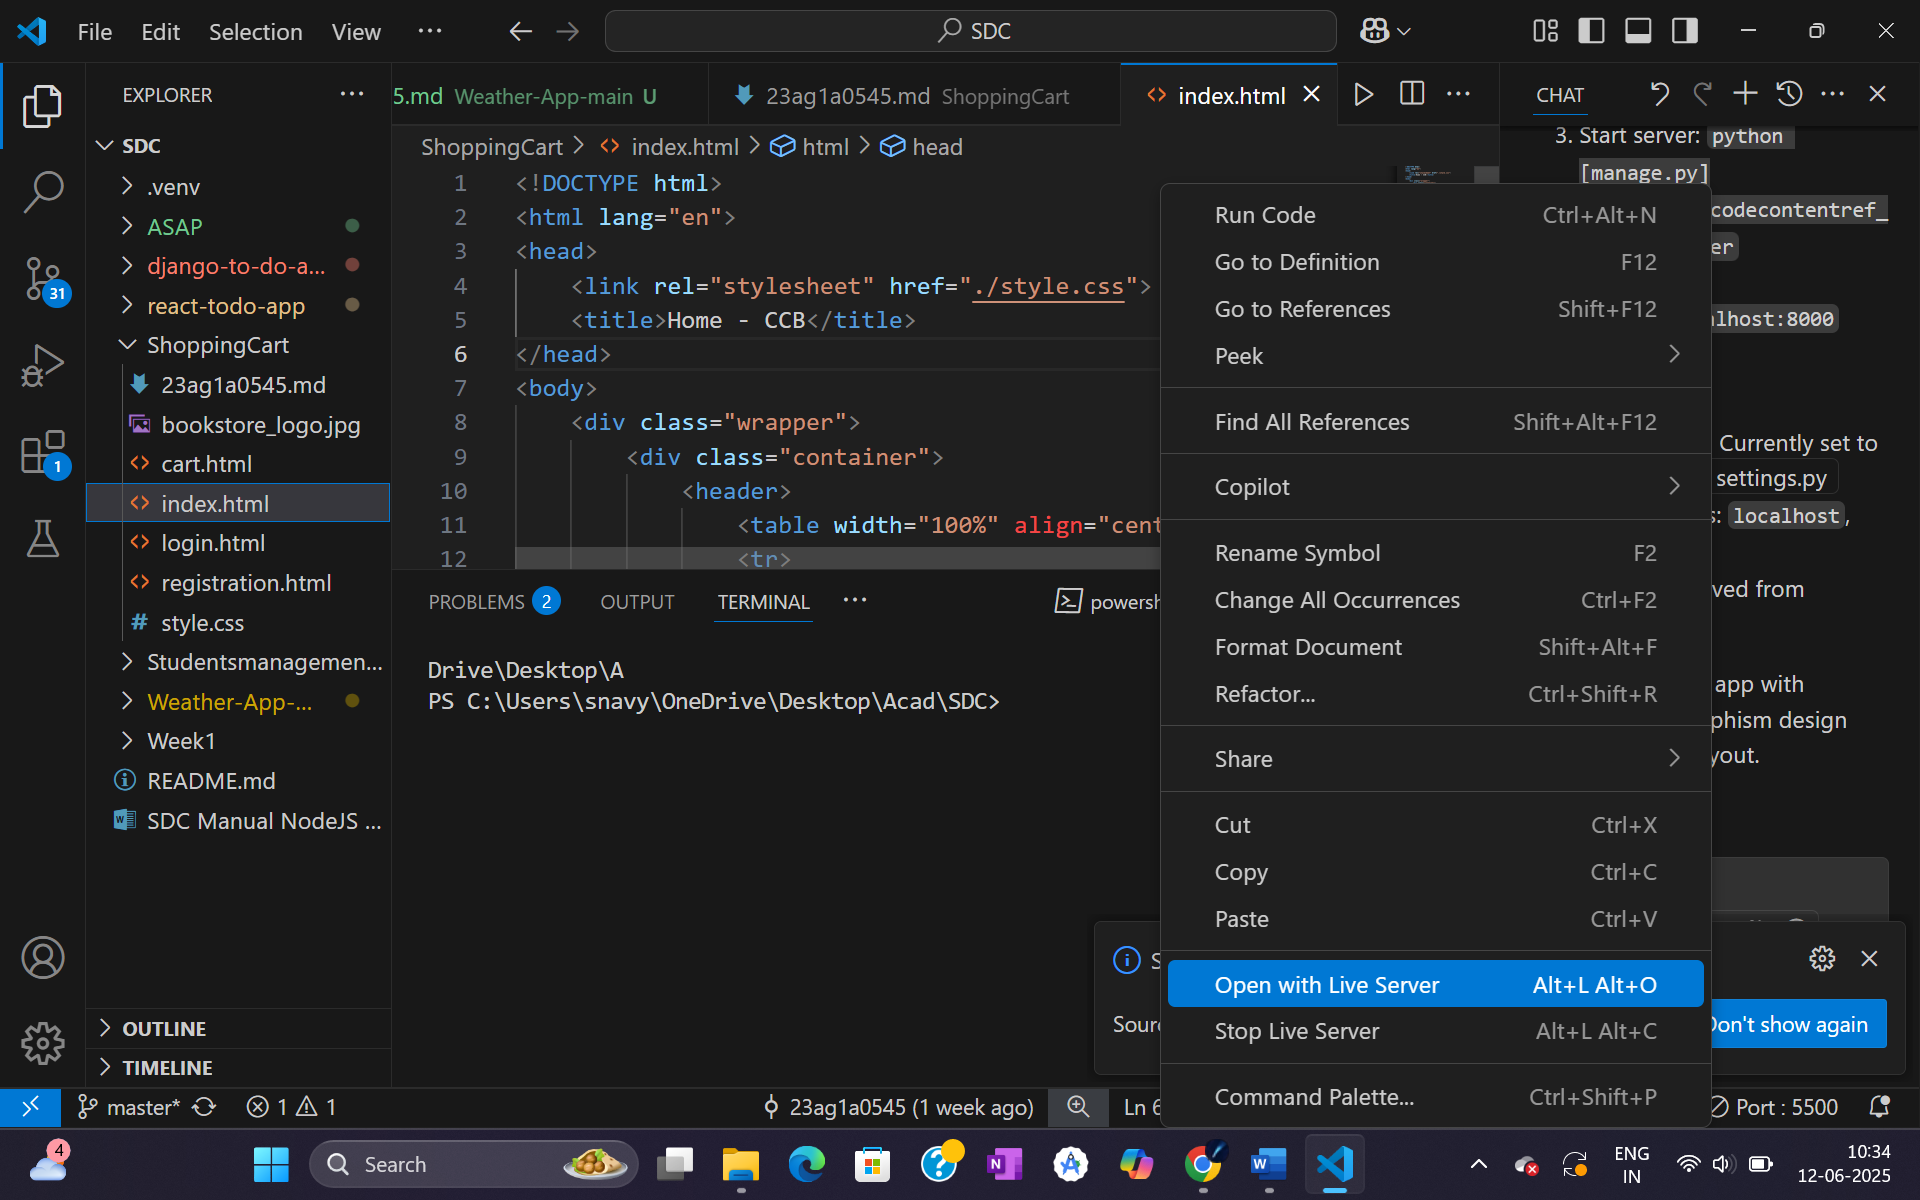 File Edit Selection View ...
SDC
EXPLORER
SDC
.venv
ASAP
django-to-do-a...
react-todo-app
ShoppingCart
23ag1a0545.md
bookstore_logo.jpg
cart.html
index.html
login.html
registration.html
style.css
Studentsmanagemen...
Weather-App-...
Week1
README.md
SDC Manual NodeJS ...
OUTLINE
TIMELINE
31
1
5.md Weather-App-main U
23ag1a0545.md ShoppingCart
index.html
ShoppingCart > index.html > html > head
1 <!DOCTYPE html>
2 <html lang="en">
3 <head>
4 <link rel="stylesheet" href="./style.css">
5 <title>Home - CCB</title>
6 </head>
7 <body>
8 <div class="wrapper">
9 <div class="container">
10 <header>
11 <table width="100%" align="cent
12 <tr>
PROBLEMS 2 OUTPUT TERMINAL ...
powersh
Drive\Desktop\A
PS C:\Users\snavy\OneDrive\Desktop\Acad\SDC>
Run Code Ctrl+Alt+N
Go to Definition F12
Go to References Shift+F12
Peek
Find All References Shift+Alt+F12
Copilot
Rename Symbol F2
Change All Occurrences Ctrl+F2
Format Document Shift+Alt+F
Refactor... Ctrl+Shift+R
Share
Cut Ctrl+X
Copy Ctrl+C
Paste Ctrl+V
Open with Live Server Alt+L Alt+O
Stop Live Server Alt+L Alt+C
Command Palette... Ctrl+Shift+P
CHAT
3. Start server: python
[manage.py]
codecontentref_
er
lhost:8000
Currently set to
settings.py
s: localhost,
ved from
app with
phism design
yout.
S
Sour
Don't show again
master* 1 1
23ag1a0545 (1 week ago)
Ln 6
Port : 5500
4
Search
ENG
IN
10:34
12-06-2025